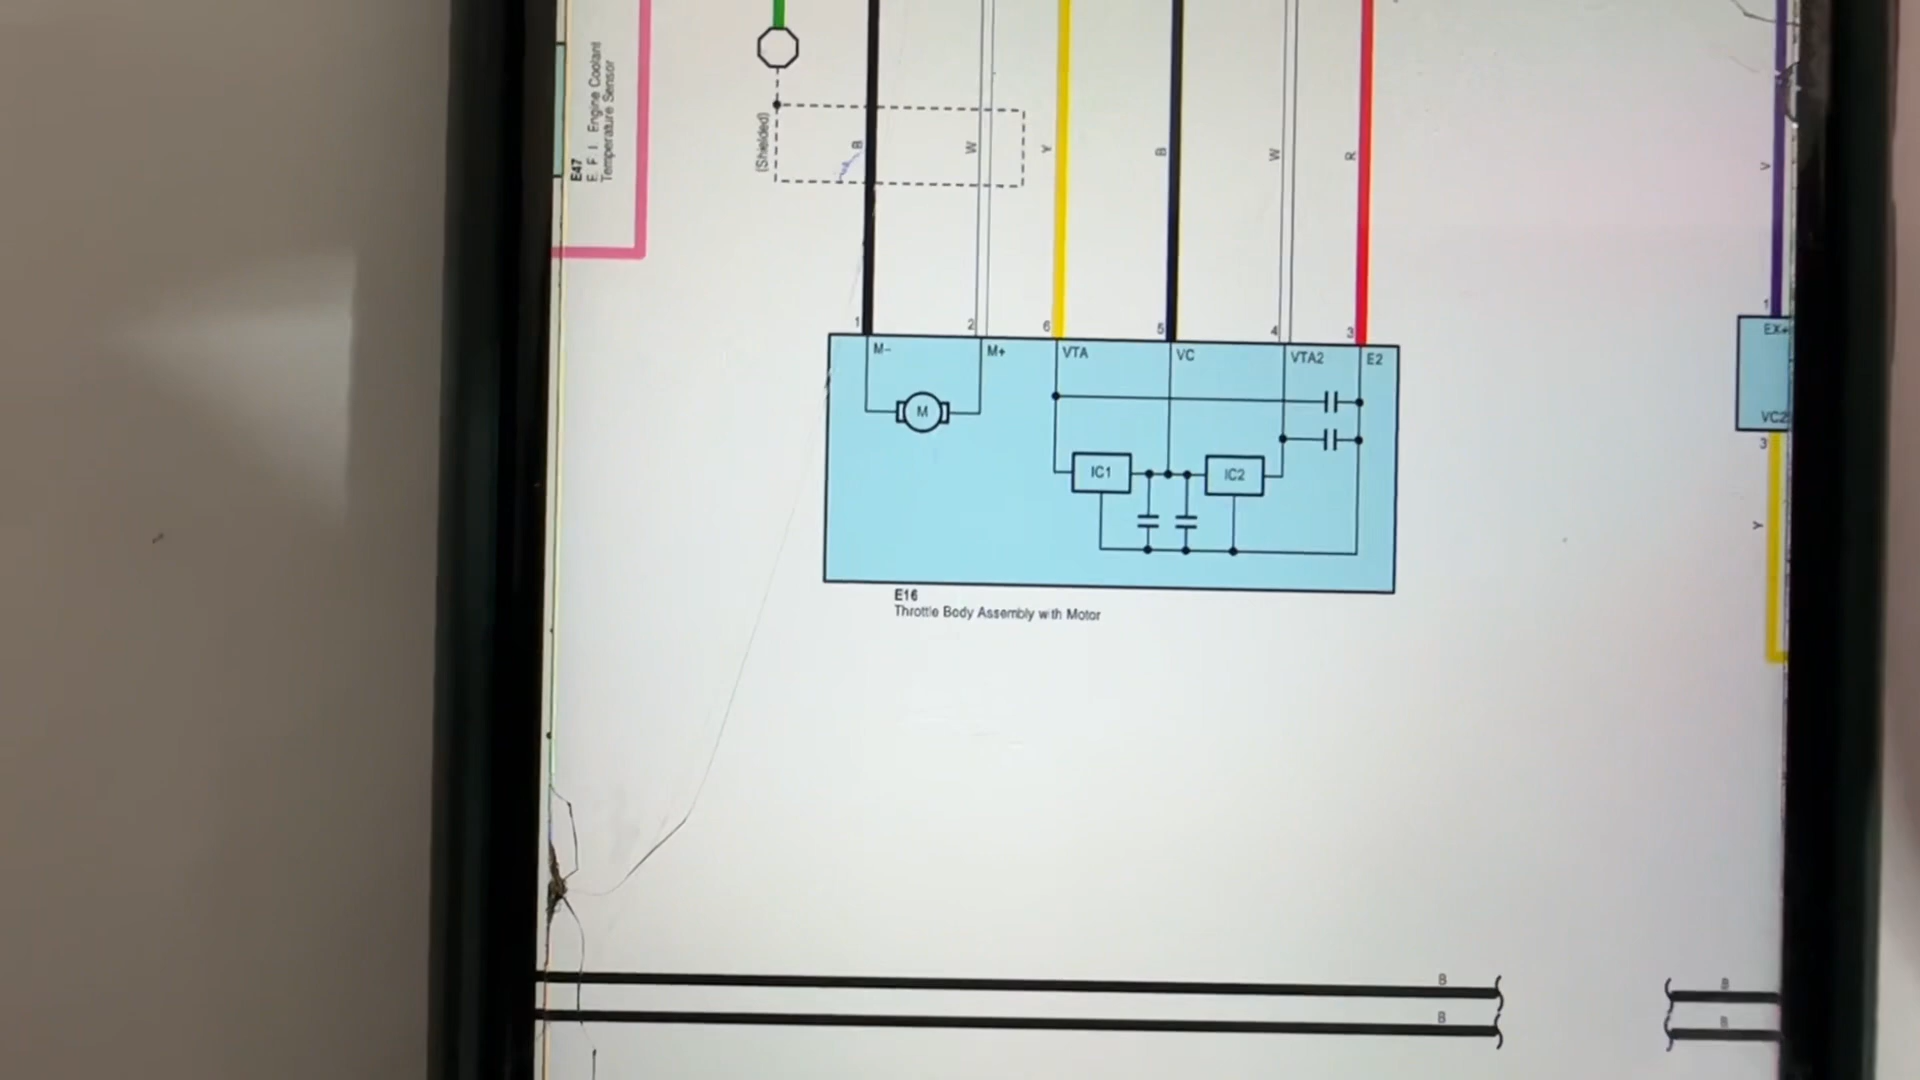 E47
E. F. I. Engine Coolant
Temperature Sensor
(Shielded)
B
W
Y
B
W
R
V
1
2
6
5
4
3
1
M-
M+
VTA
VC
VTA2
E2
EX+
M
IC1
IC2
VC2
3
Y
E16
Throttle Body Assembly with Motor
B
B
B
B